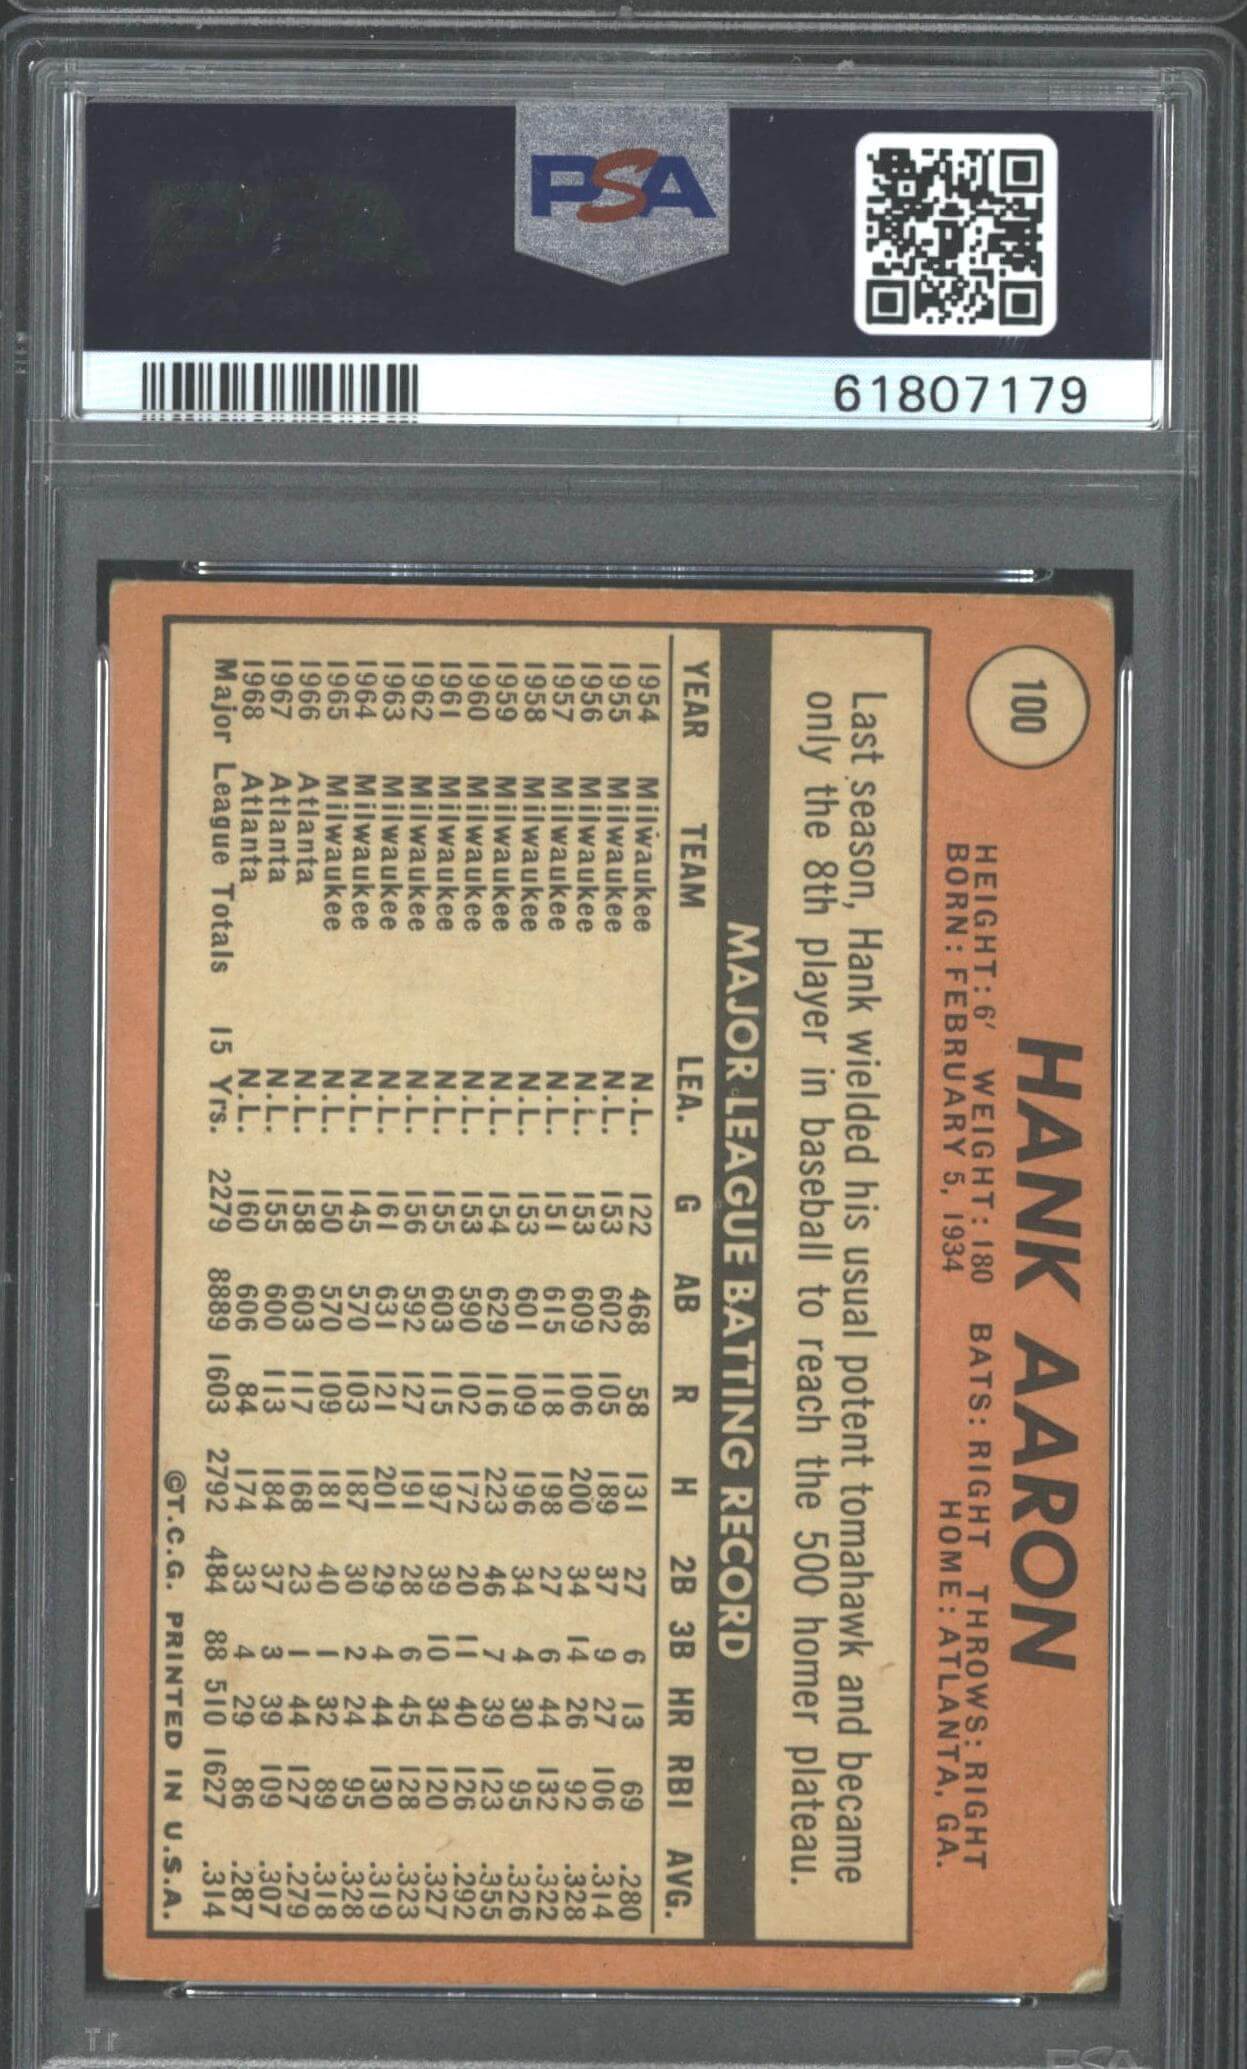 PSA
61807179
100
HANK AARON
HEIGHT: 6' WEIGHT: 180 BATS: RIGHT THROWS: RIGHT
BORN: FEBRUARY 5, 1934 HOME: ATLANTA, GA.
Last season, Hank wielded his usual potent tomahawk and became
only the 8th player in baseball to reach the 500 homer plateau.
MAJOR LEAGUE BATTING RECORD
YEAR TEAM LEA. G AB R H 2B 3B HR RBI AVG.
1954 Milwaukee N.L. 122 468 58 131 27 6 13 69 .280
1955 Milwaukee N.L. 153 602 105 189 37 9 27 106 .314
1956 Milwaukee N.L. 153 609 106 200 34 14 26 92 .328
1957 Milwaukee N.L. 151 615 118 198 27 6 44 132 .322
1958 Milwaukee N.L. 153 601 109 196 34 4 30 95 .326
1959 Milwaukee N.L. 154 629 116 223 46 7 39 123 .355
1960 Milwaukee N.L. 153 590 102 172 20 11 40 126 .292
1961 Milwaukee N.L. 155 603 115 197 39 10 34 120 .327
1962 Milwaukee N.L. 156 592 127 191 28 6 45 128 .323
1963 Milwaukee N.L. 161 631 121 201 29 4 44 130 .319
1964 Milwaukee N.L. 145 570 103 187 30 2 24 95 .328
1965 Milwaukee N.L. 150 570 109 181 40 1 32 89 .318
1966 Atlanta N.L. 158 603 117 168 23 1 44 127 .279
1967 Atlanta N.L. 155 600 113 184 37 3 39 109 .307
1968 Atlanta N.L. 160 606 84 174 33 4 29 86 .287
Major League Totals 15 Yrs. 2279 8889 1603 2792 484 88 510 1627 .314
©T.C.G. PRINTED IN U.S.A.